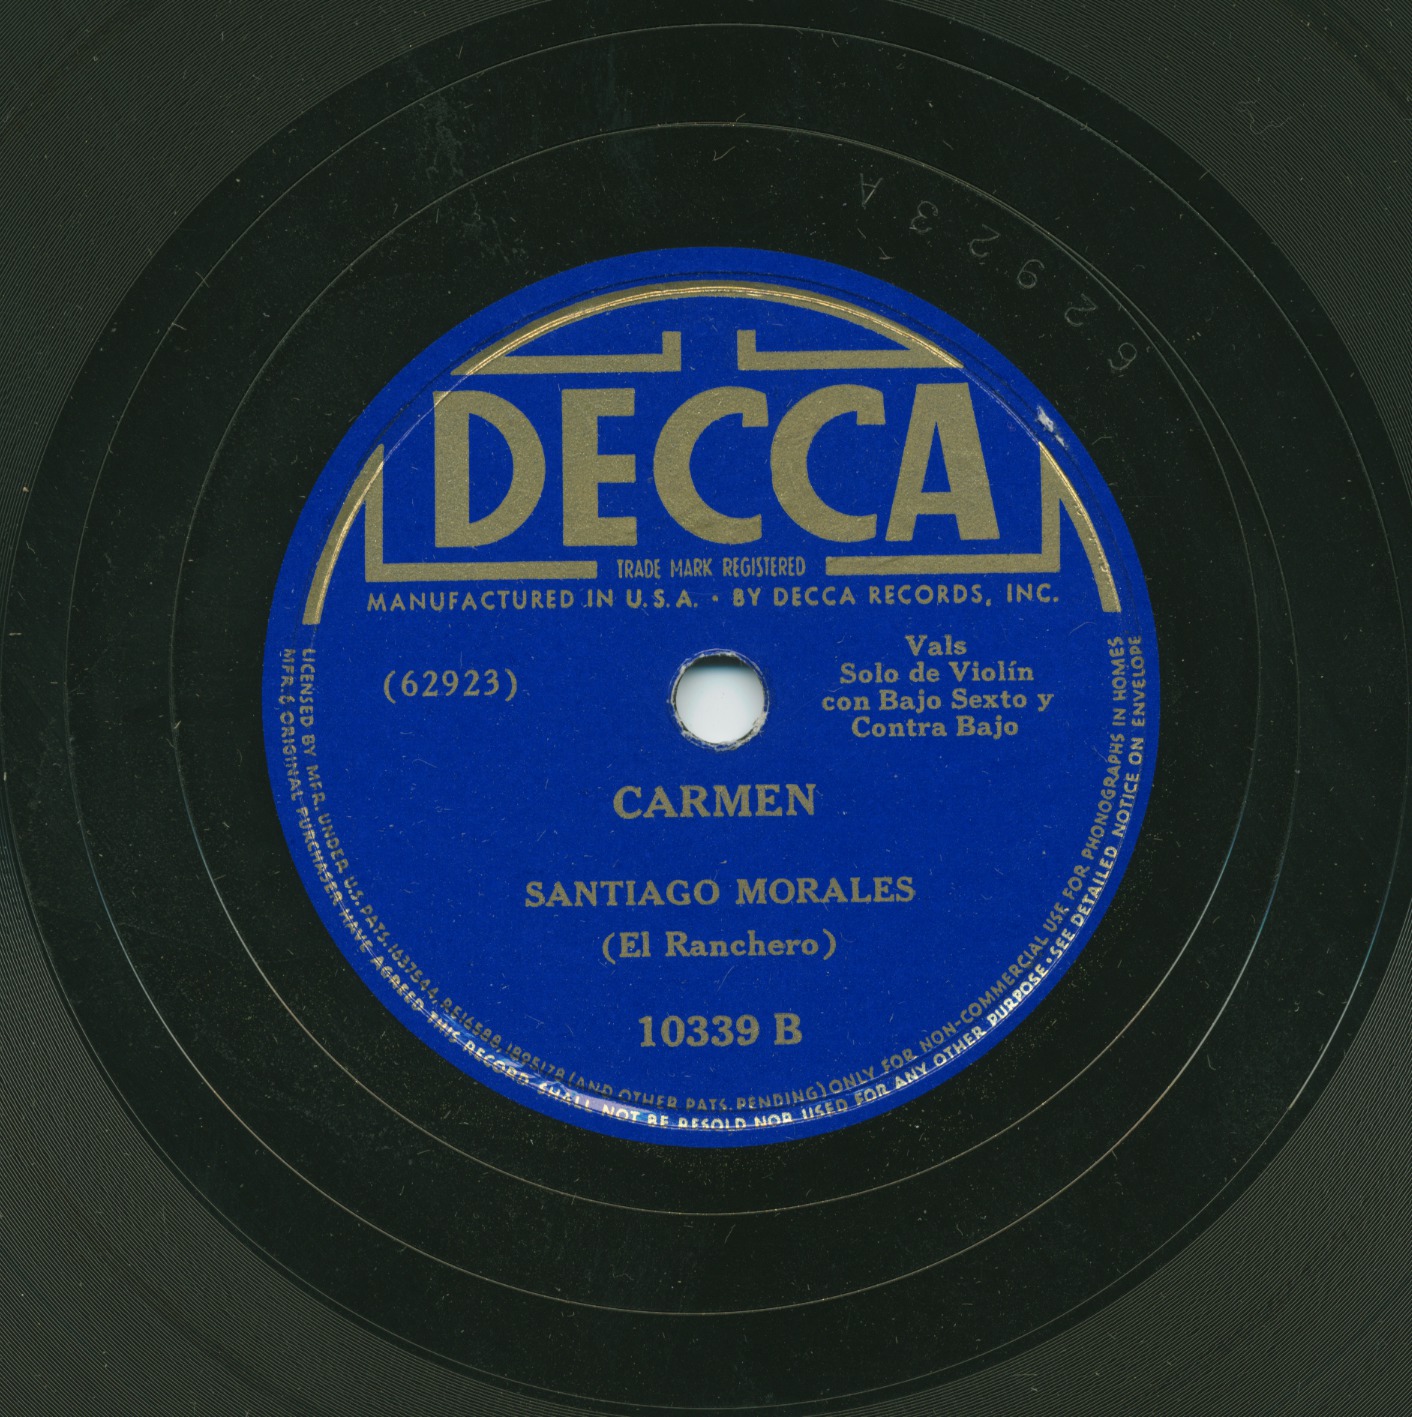 DECCA
TRADE MARK REGISTERED
MANUFACTURED IN U.S.A. • BY DECCA RECORDS, INC.
(62923)
Vals
Solo de Violín
con Bajo Sexto y
Contra Bajo
CARMEN
SANTIAGO MORALES
(El Ranchero)
10339 B
LICENSED BY MFR. UNDER U.S. PATS. 1637544, RE16588, 1895178 (AND OTHER PATS. PENDING) ONLY FOR NON-COMMERCIAL USE FOR PHONOGRAPHS IN HOMES
MFR. & ORIGINAL PURCHASER HAVE AGREED THIS RECORD SHALL NOT BE RESOLD NOR USED FOR ANY OTHER PURPOSE • SEE DETAILED NOTICE ON ENVELOPE
62923 A